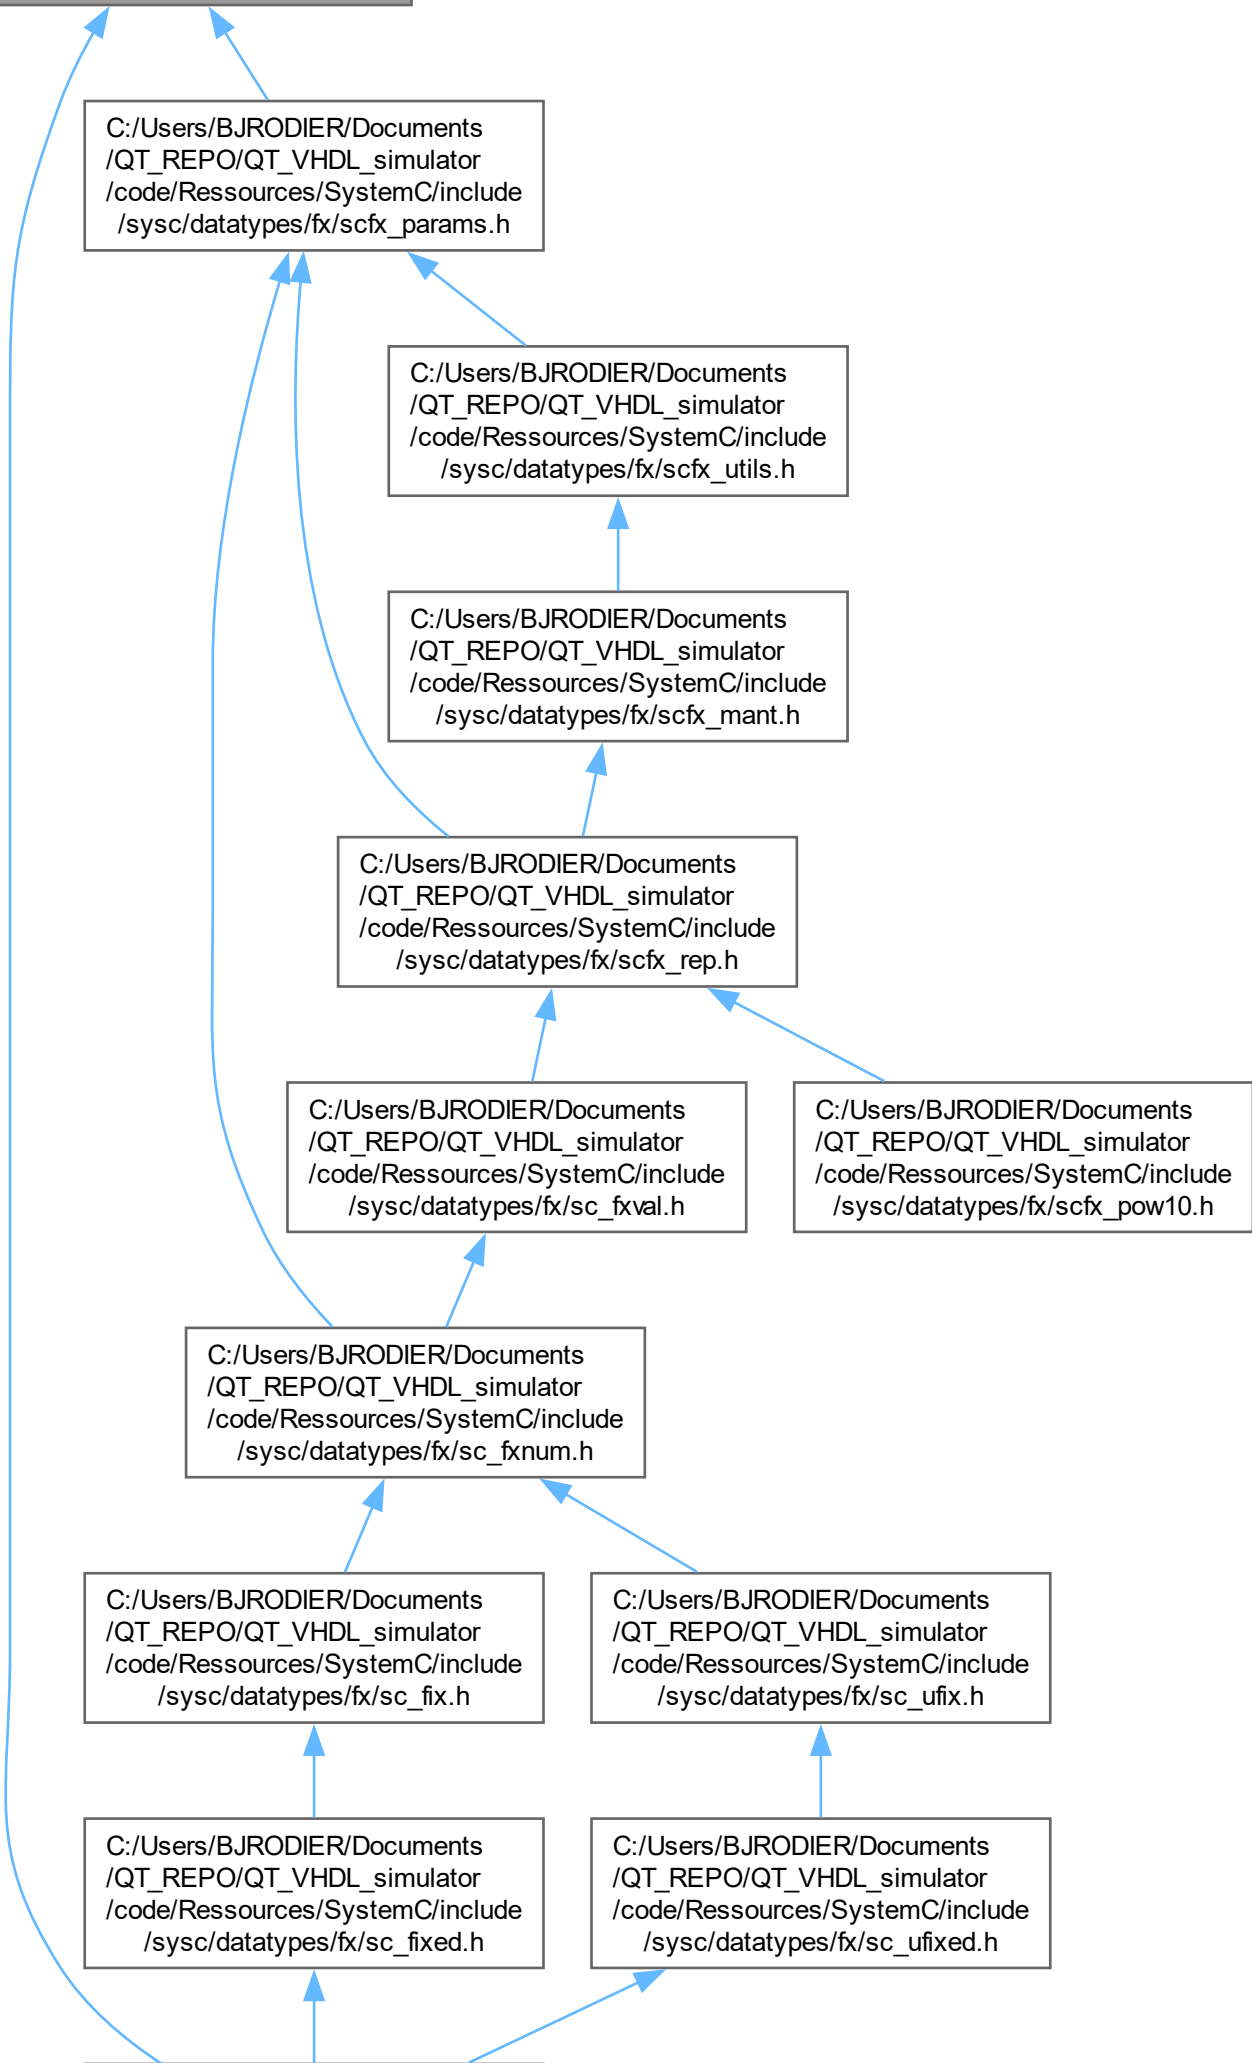 C:/Users/BJRODIER/Documents
/QT_REPO/QT_VHDL_simulator
/code/Ressources/SystemC/include
/sysc/datatypes/fx/scfx_params.h
C:/Users/BJRODIER/Documents
/QT_REPO/QT_VHDL_simulator
/code/Ressources/SystemC/include
/sysc/datatypes/fx/scfx_utils.h
C:/Users/BJRODIER/Documents
/QT_REPO/QT_VHDL_simulator
/code/Ressources/SystemC/include
/sysc/datatypes/fx/scfx_mant.h
C:/Users/BJRODIER/Documents
/QT_REPO/QT_VHDL_simulator
/code/Ressources/SystemC/include
/sysc/datatypes/fx/scfx_rep.h
C:/Users/BJRODIER/Documents
/QT_REPO/QT_VHDL_simulator
/code/Ressources/SystemC/include
/sysc/datatypes/fx/sc_fxval.h
C:/Users/BJRODIER/Documents
/QT_REPO/QT_VHDL_simulator
/code/Ressources/SystemC/include
/sysc/datatypes/fx/scfx_pow10.h
C:/Users/BJRODIER/Documents
/QT_REPO/QT_VHDL_simulator
/code/Ressources/SystemC/include
/sysc/datatypes/fx/sc_fxnum.h
C:/Users/BJRODIER/Documents
/QT_REPO/QT_VHDL_simulator
/code/Ressources/SystemC/include
/sysc/datatypes/fx/sc_fix.h
C:/Users/BJRODIER/Documents
/QT_REPO/QT_VHDL_simulator
/code/Ressources/SystemC/include
/sysc/datatypes/fx/sc_ufix.h
C:/Users/BJRODIER/Documents
/QT_REPO/QT_VHDL_simulator
/code/Ressources/SystemC/include
/sysc/datatypes/fx/sc_fixed.h
C:/Users/BJRODIER/Documents
/QT_REPO/QT_VHDL_simulator
/code/Ressources/SystemC/include
/sysc/datatypes/fx/sc_ufixed.h